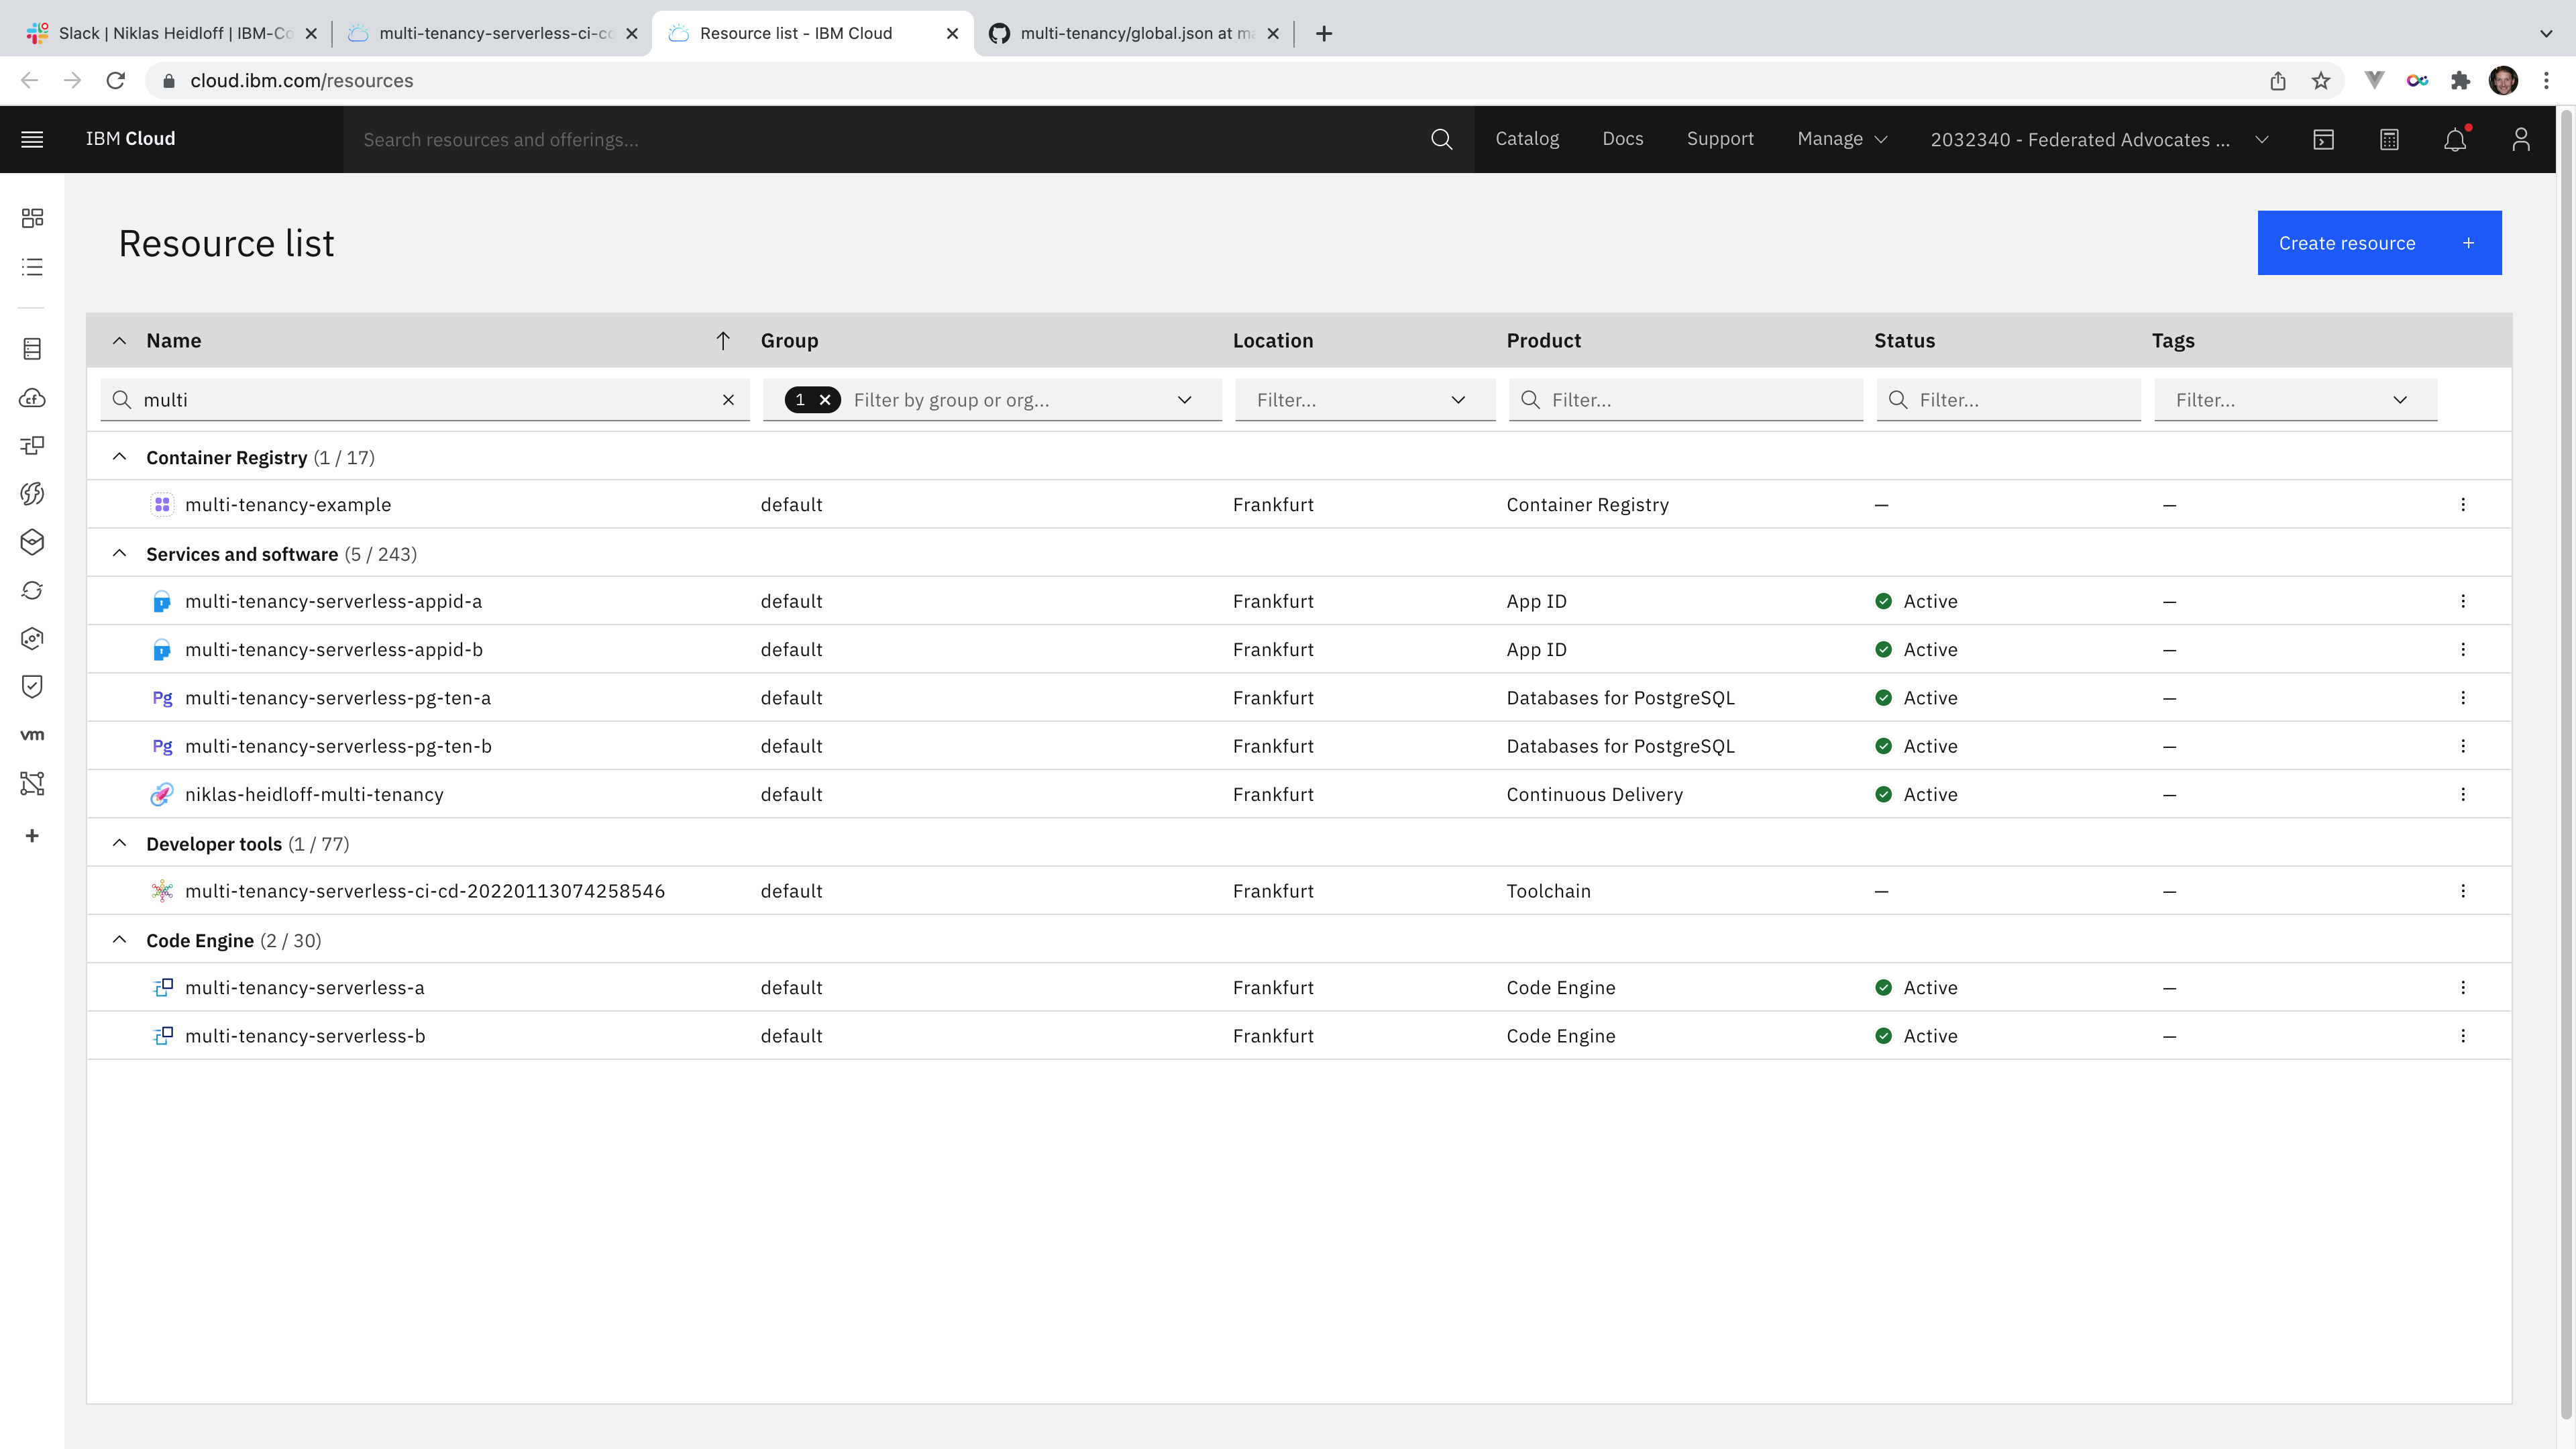 Slack | Niklas Heidloff | IBM-Co
multi-tenancy-serverless-ci-cd
Resource list - IBM Cloud
multi-tenancy/global.json at ma
cloud.ibm.com/resources
IBM Cloud
Search resources and offerings...
Catalog
Docs
Support
Manage
2032340 - Federated Advocates ...
Resource list
Create resource +
Name Group Location Product Status Tags
multi 1 Filter by group or org... Filter... Filter... Filter... Filter...
Container Registry (1 / 17)
multi-tenancy-example default Frankfurt Container Registry — —
Services and software (5 / 243)
multi-tenancy-serverless-appid-a default Frankfurt App ID Active —
multi-tenancy-serverless-appid-b default Frankfurt App ID Active —
Pg multi-tenancy-serverless-pg-ten-a default Frankfurt Databases for PostgreSQL Active —
Pg multi-tenancy-serverless-pg-ten-b default Frankfurt Databases for PostgreSQL Active —
niklas-heidloff-multi-tenancy default Frankfurt Continuous Delivery Active —
Developer tools (1 / 77)
multi-tenancy-serverless-ci-cd-20220113074258546 default Frankfurt Toolchain — —
Code Engine (2 / 30)
multi-tenancy-serverless-a default Frankfurt Code Engine Active —
multi-tenancy-serverless-b default Frankfurt Code Engine Active —
cf
vm